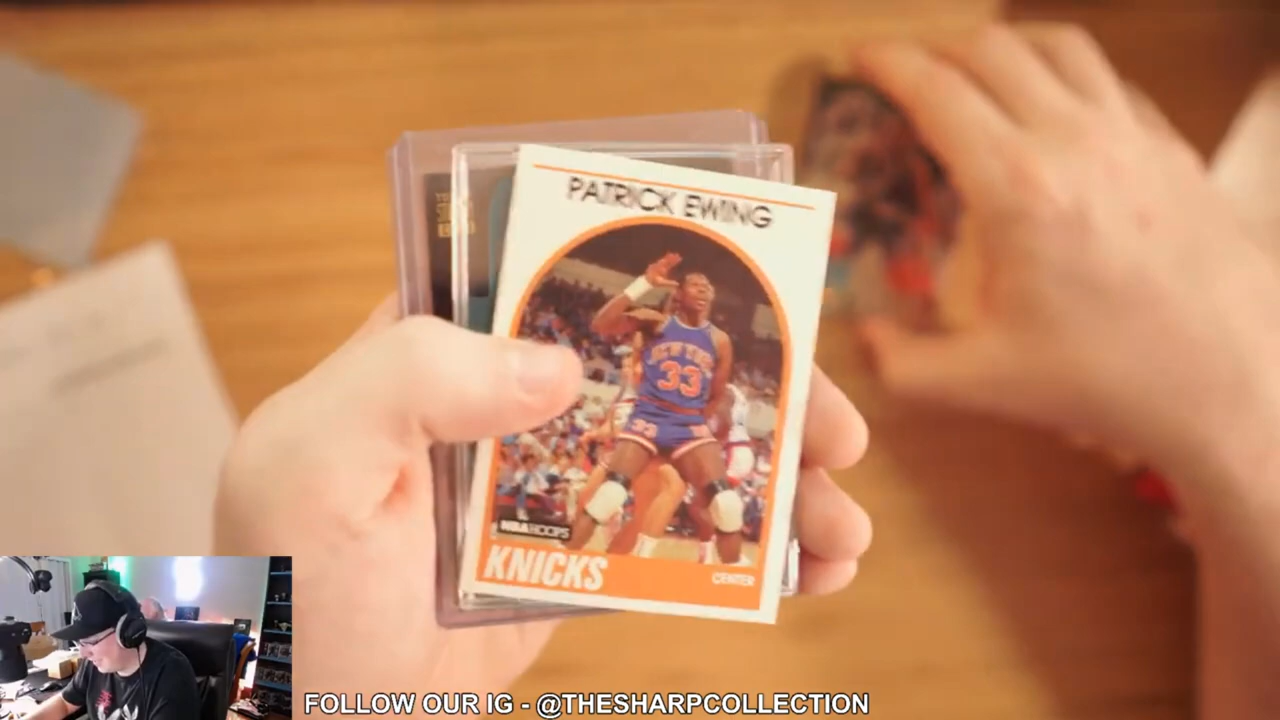 PATRICK EWING
NEW YORK
33
33
NBA HOOPS
KNICKS
CENTER
FOLLOW OUR IG - @THESHARPCOLLECTION